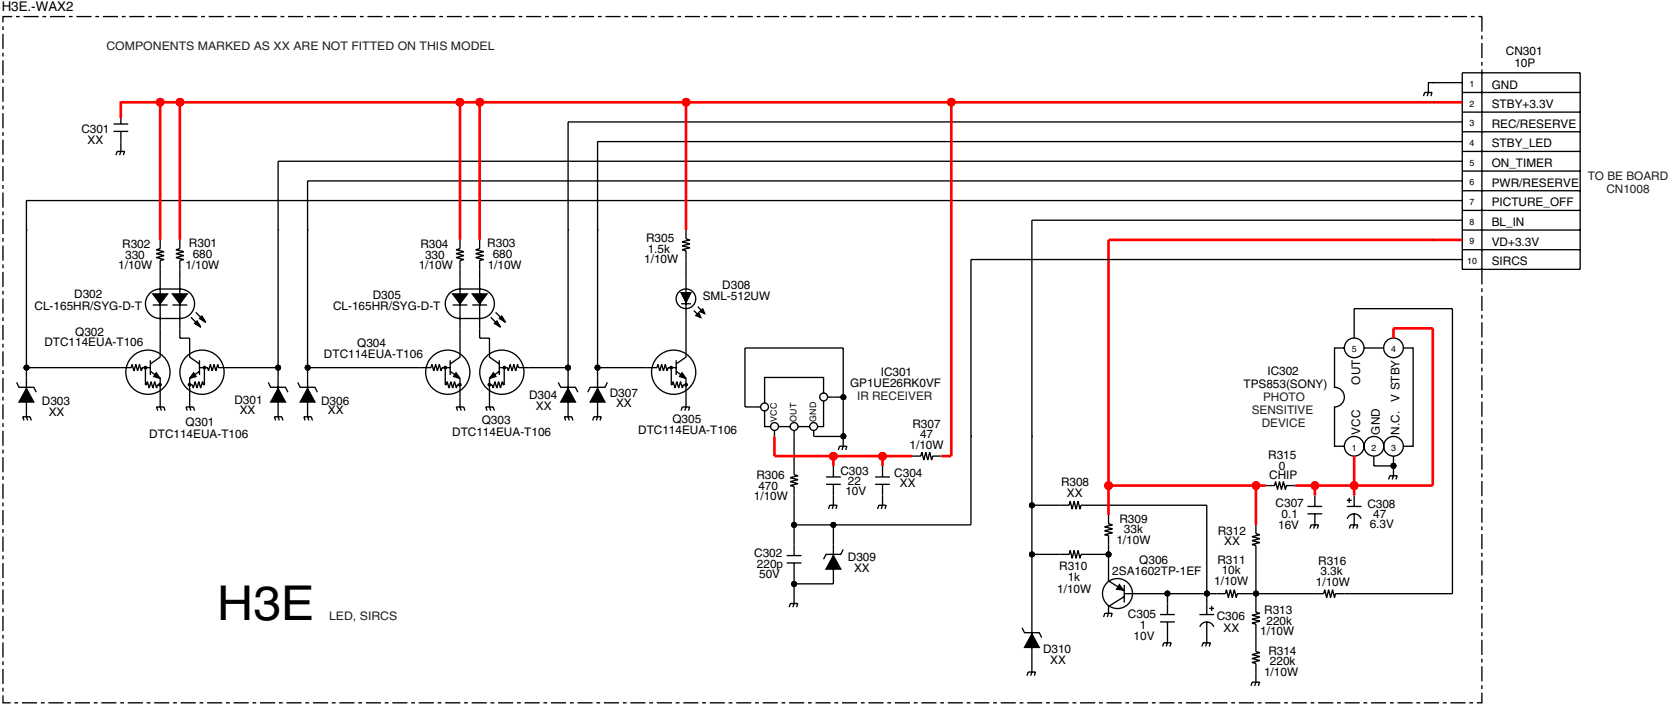 H3E.-WAX2
COMPONENTS MARKED AS XX ARE NOT FITTED ON THIS MODEL
CN301
10P
1 GND
2 STBY+3.3V
3 REC/RESERVE
4 STBY_LED
5 ON_TIMER
6 PWR/RESERVE
7 PICTURE_OFF
8 BL_IN
9 VD+3.3V
10 SIRCS
TO BE BOARD
CN1008
C301
XX
R302
330
1/10W
R301
680
1/10W
D302
CL-165HR/SYG-D-T
Q302
DTC114EUA-T106
D303
XX
Q301
DTC114EUA-T106
D301
XX
D306
XX
R304
330
1/10W
R303
680
1/10W
D305
CL-165HR/SYG-D-T
Q304
DTC114EUA-T106
Q303
DTC114EUA-T106
D304
XX
D307
XX
R305
1.5k
1/10W
D308
SML-512UW
Q305
DTC114EUA-T106
IC301
GP1UE26RK0VF
IR RECEIVER
VCC
OUT
GND
R307
47
1/10W
R306
470
1/10W
C303
22
10V
C304
XX
C302
220p
50V
D309
XX
IC302
TPS853(SONY)
PHOTO
SENSITIVE
DEVICE
5
4
OUT
V STBY
VCC
GND
N.C.
1
2
3
R315
0
CHIP
C307
0.1
16V
C308
47
6.3V
R308
XX
R309
33k
1/10W
R310
1k
1/10W
Q306
2SA1602TP-1EF
R312
XX
R311
10k
1/10W
R316
3.3k
1/10W
C305
1
10V
C306
XX
R313
220k
1/10W
R314
220k
1/10W
D310
XX
H3E LED, SIRCS